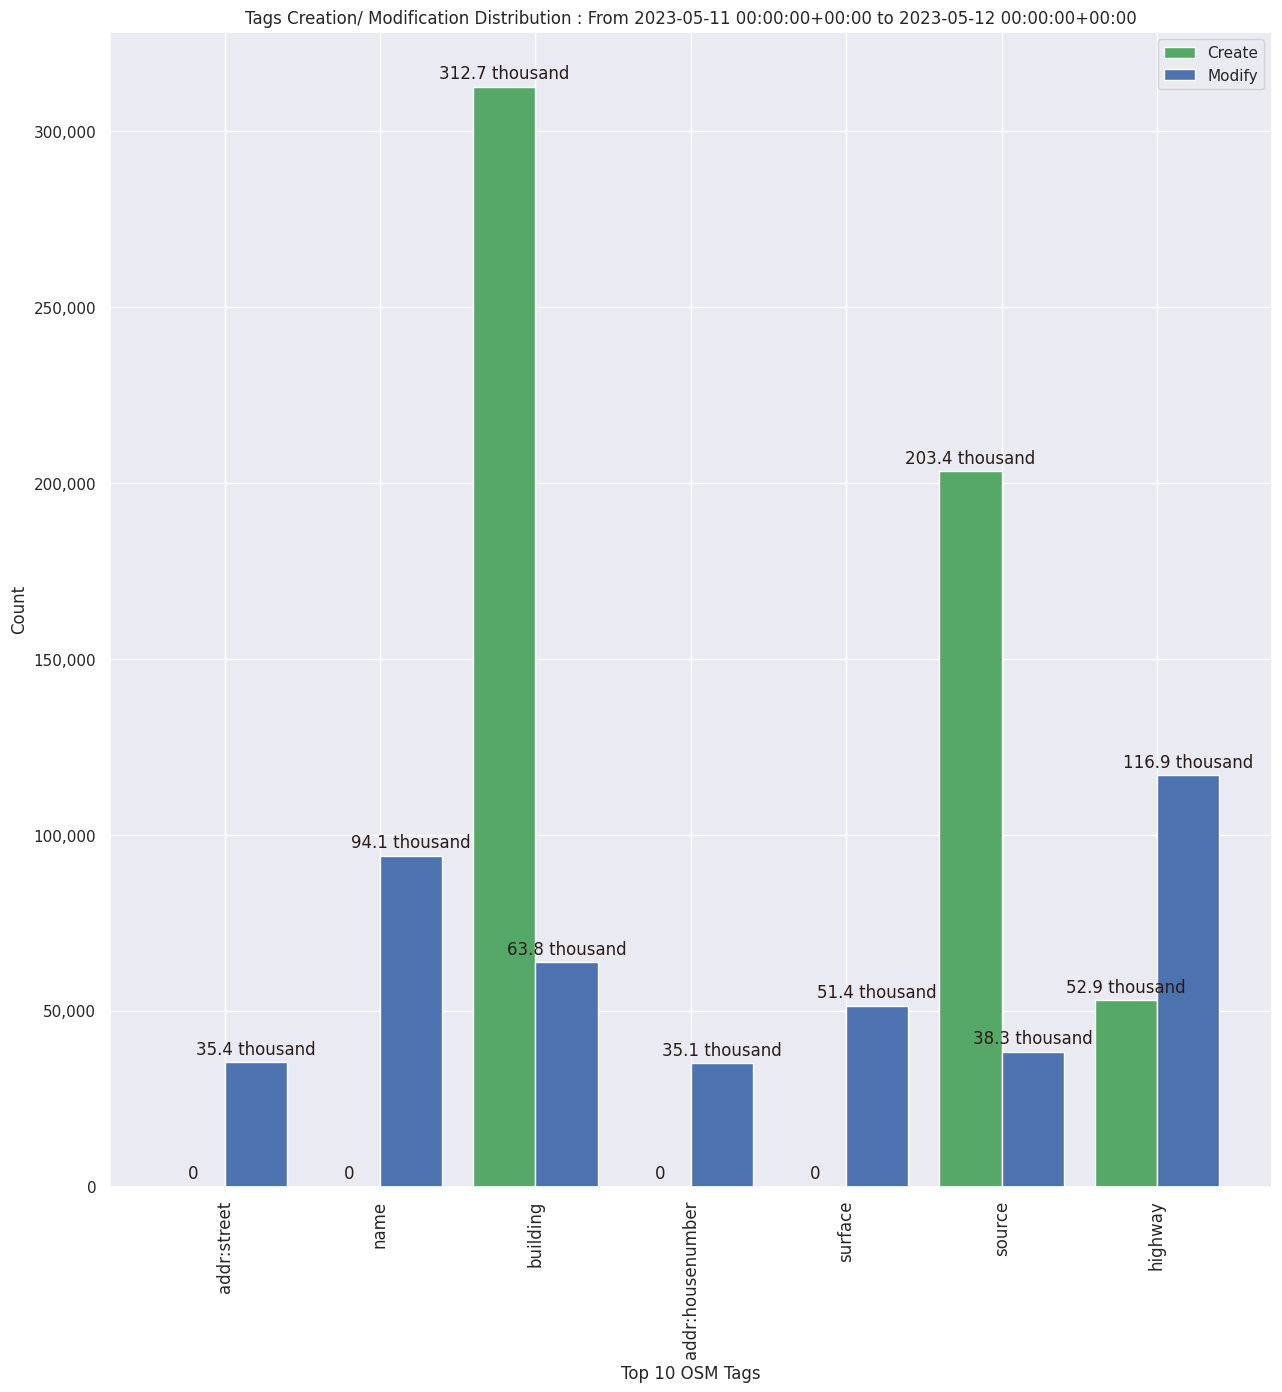 Tags Creation/ Modification Distribution : From 2023-05-11 00:00:00+00:00 to 2023-05-12 00:00:00+00:00
Create
Modify
312.7 thousand
300,000
250,000
203.4 thousand
200,000
150,000
116.9 thousand
94.1 thousand
100,000
63.8 thousand
52.9 thousand
51.4 thousand
50,000
38.3 thousand
35.4 thousand
35.1 thousand
0
0
0
0
0
Count
addr:street
name
building
addr:housenumber
surface
source
highway
Top 10 OSM Tags